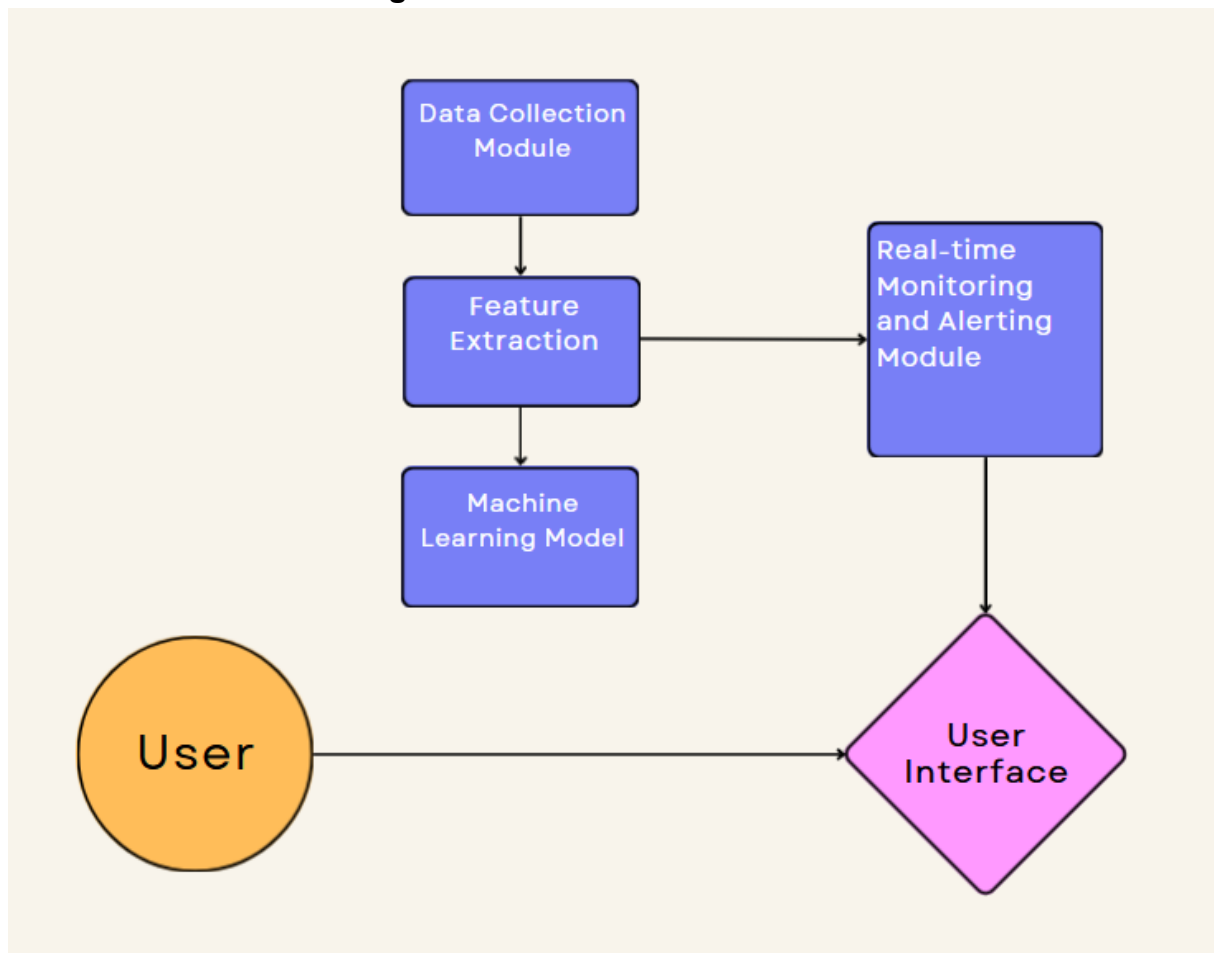 Data Collection
Module
Feature
Extraction
Real-time
Monitoring
and Alerting
Module
Machine
Learning Model
User
User
Interface